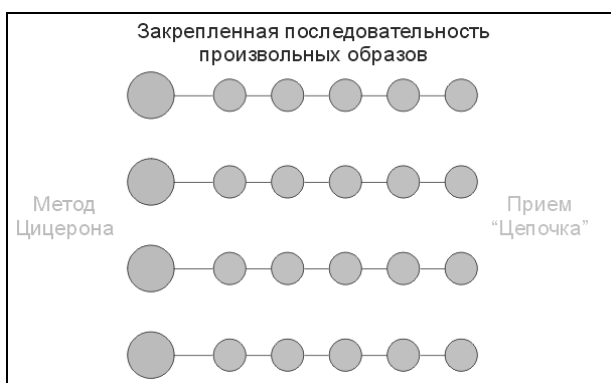 Закрепленная последовательность
произвольных образов
Метод
Цицерона
Прием
“Цепочка”